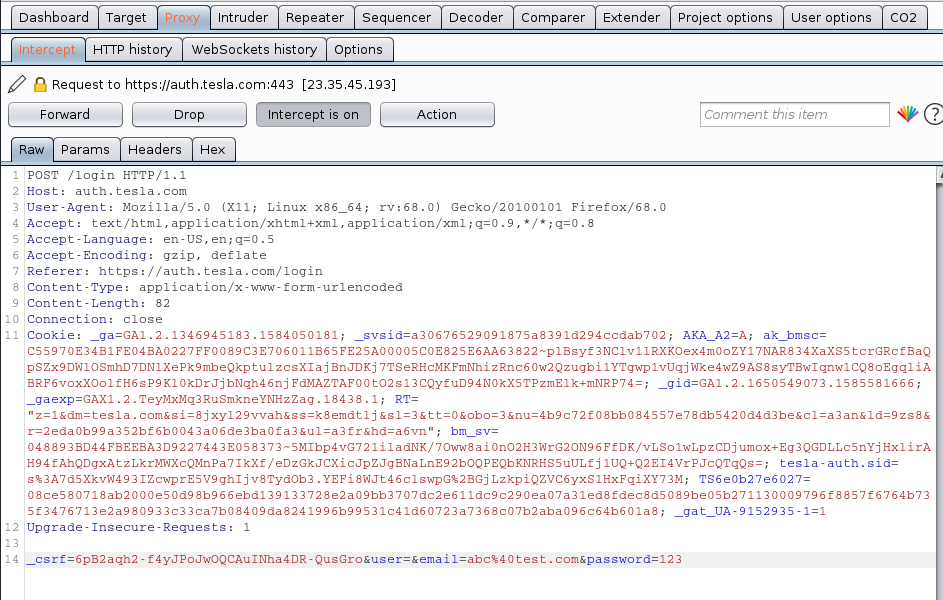 Dashboard Target Proxy Intruder Repeater Sequencer Decoder Comparer Extender Project options User options CO2
Intercept HTTP history WebSockets history Options
Request to https://auth.tesla.com:443 [23.35.45.193]
Forward Drop Intercept is on Action Comment this item ?
Raw Params Headers Hex
1 POST /login HTTP/1.1
2 Host: auth.tesla.com
3 User-Agent: Mozilla/5.0 (X11; Linux x86_64; rv:68.0) Gecko/20100101 Firefox/68.0
4 Accept: text/html,application/xhtml+xml,application/xml;q=0.9,*/*;q=0.8
5 Accept-Language: en-US,en;q=0.5
6 Accept-Encoding: gzip, deflate
7 Referer: https://auth.tesla.com/login
8 Content-Type: application/x-www-form-urlencoded
9 Content-Length: 82
10 Connection: close
11 Cookie: _ga=GA1.2.1346945183.1584050181; _svsid=a30676529091875a8391d294ccdab702; AKA_A2=A; ak_bmsc=
C55970E34B1FE04BA0227FF0089C3E706011B65FE25A00005C0E825E6AA63822~plBsyf3NClv1lRXKOex4m0oZY17NAR834XaXS5tcrGRcfBaQ
pSZx9DWlOSmhD7DNlXePk9mbeQkptulzcsXIajBnJDKj7TSeRHcMKFmNhizRnc60w2Qzugbi1YTgwp1vUqjWke4wZ9AS8syTBwIqnw1CQ8oEgqliA
BRF6voxXOolfH6sP9Kl0kDrJjbNqh46njFdMAZTAF00tO2sl3CQyfuD94N0kX5TPzmElk+mNRP74=; _gid=GA1.2.1650549073.1585581666;
_gaexp=GAX1.2.TeyMxMq3RuSmkneYNHzZag.18438.1; RT=
"z=1&dm=tesla.com&si=8jxyl29vvah&ss=k8emdtlj&sl=3&tt=0&obo=3&nu=4b9c72f08bb084557e78db5420d4d3be&cl=a3an&ld=9zs8&
r=2eda0b99a352bf6b0043a06de3ba0fa3&ul=a3fr&hd=a6vn"; bm_sv=
048893BD44FBEEBA3D9227443E058373~5MIbp4vG721iladNK/7Oww8ai0nO2H3WrG2ON96FfDK/vLSo1wLpzCDjumox+Eg3QGDLLc5nYjHxlirA
H94fAhQDgxAtzLkrMWXcQMnPa7IkXf/eDzGkJCXicJpZJgBNaLnE92bOQPEQbKNRHS5uULfj1UQ+Q2EI4VrPJcQTqQs=; tesla-auth.sid=
s%3A7d5XkvW493IZcwprE5V9ghIjv8TydOb3.YEFi8WJt46clswpG%2BGjLzkpiQZVC6yxS1HxFqiXY73M; TS6e0b27e6027=
08ce580718ab2000e50d98b966ebd139133728e2a09bb3707dc2e611dc9e210ea07a31ed8fdec8d5089be05b271130009796f8857f6764b73
5f3476713e2a980933c33ca7b08409da8241996b99531c41d60723a7368c07b2aba096c64b601a8; _gat_UA-9152935-1=1
12 Upgrade-Insecure-Requests: 1
13
14 _csrf=6pB2aqh2-f4yJPoJwOQCAuINha4DR-QusGro&user=&email=abc%40test.com&password=123